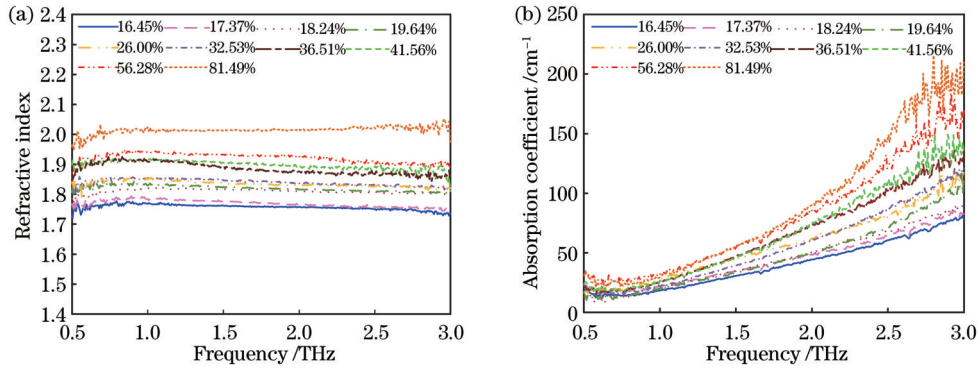 (a)
2.4
2.3
2.2
2.1
2.0
1.9
1.8
1.7
1.6
1.5
1.4
Refractive index
16.45% 17.37% 18.24% 19.64%
26.00% 32.53% 36.51% 41.56%
56.28% 81.49%
0.5 1.0 1.5 2.0 2.5 3.0
Frequency /THz
(b)
250
200
150
100
50
0
Absorption coefficient /cm⁻¹
16.45% 17.37% 18.24% 19.64%
26.00% 32.53% 36.51% 41.56%
56.28% 81.49%
0.5 1.0 1.5 2.0 2.5 3.0
Frequency /THz